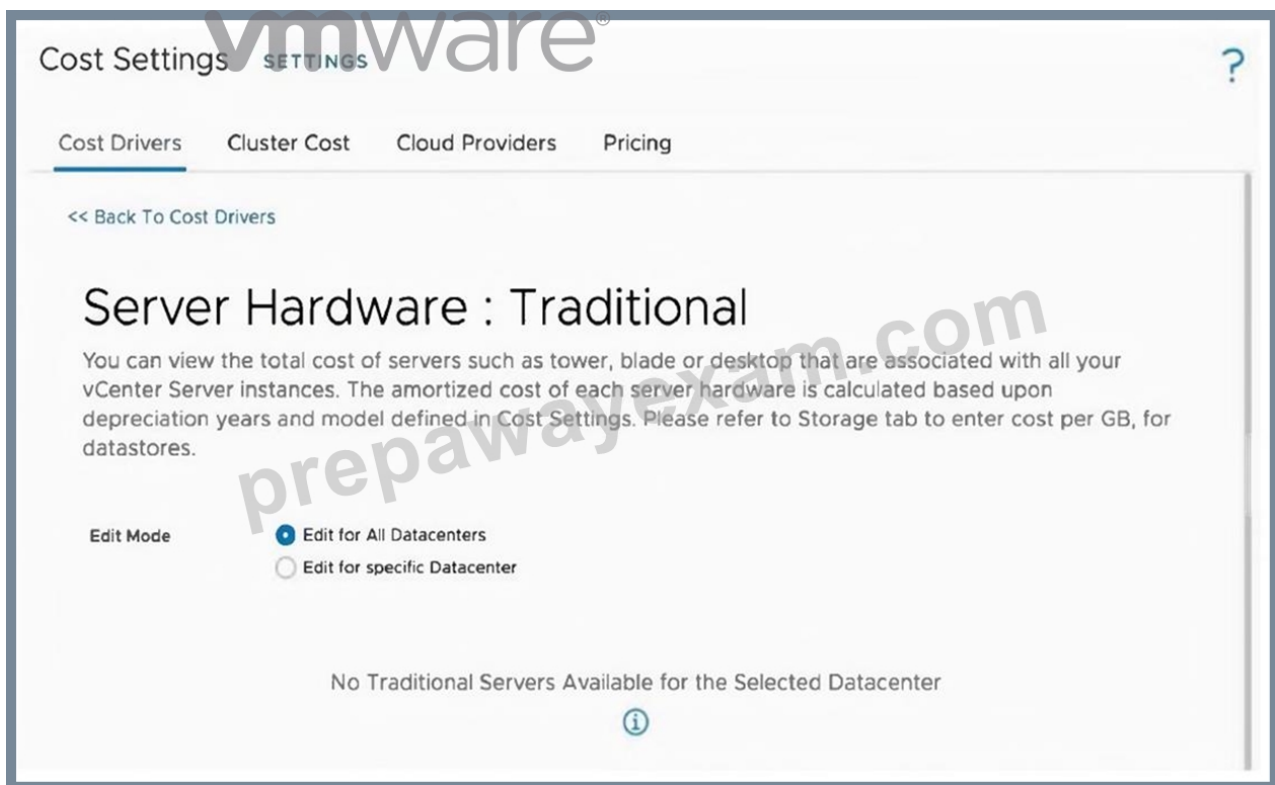 vmware®
Cost Settings SETTINGS
?
Cost Drivers Cluster Cost Cloud Providers Pricing
<< Back To Cost Drivers
Server Hardware : Traditional
You can view the total cost of servers such as tower, blade or desktop that are associated with all your
vCenter Server instances. The amortized cost of each server hardware is calculated based upon
depreciation years and model defined in Cost Settings. Please refer to Storage tab to enter cost per GB, for
datastores.
prepawayexam.com
Edit Mode Edit for All Datacenters
Edit for specific Datacenter
No Traditional Servers Available for the Selected Datacenter
i